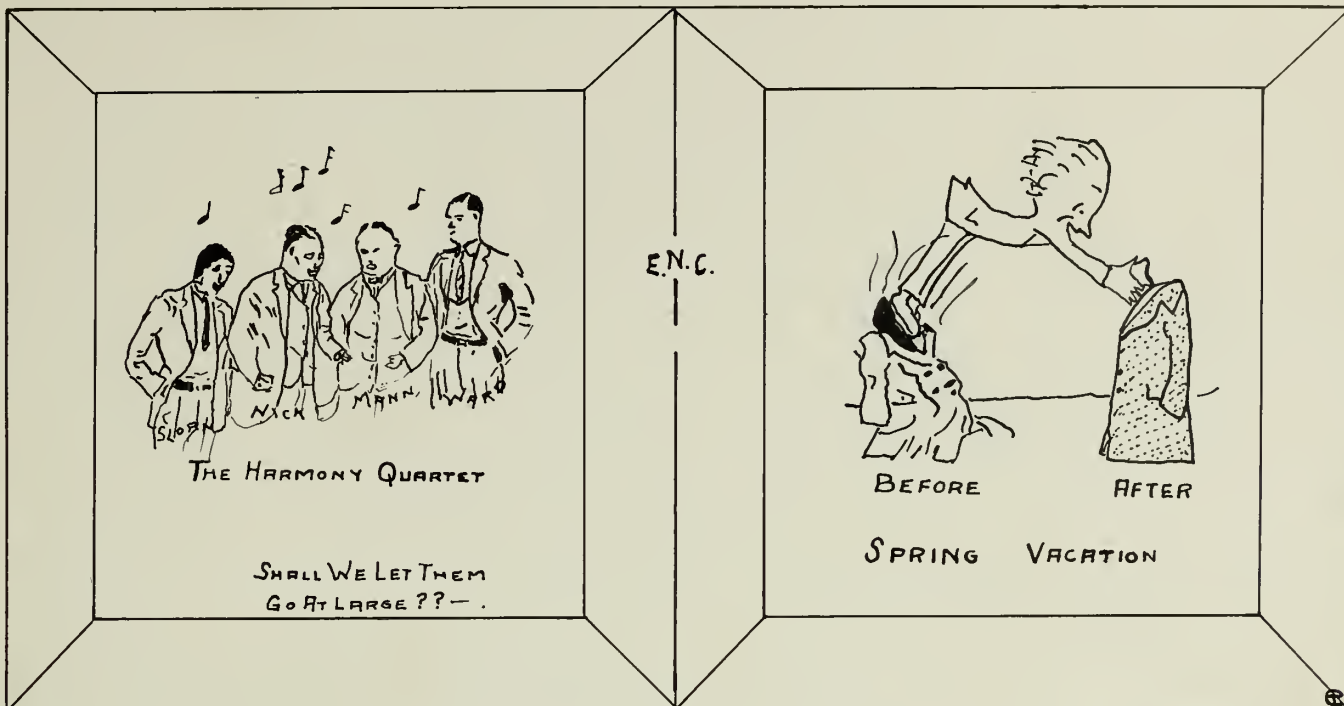 SLOAN
NICK
MANN
WARD
THE HARMONY QUARTET
SHALL WE LET THEM
GO AT LARGE ??—.
E.N.C.
BEFORE AFTER
SPRING VACATION